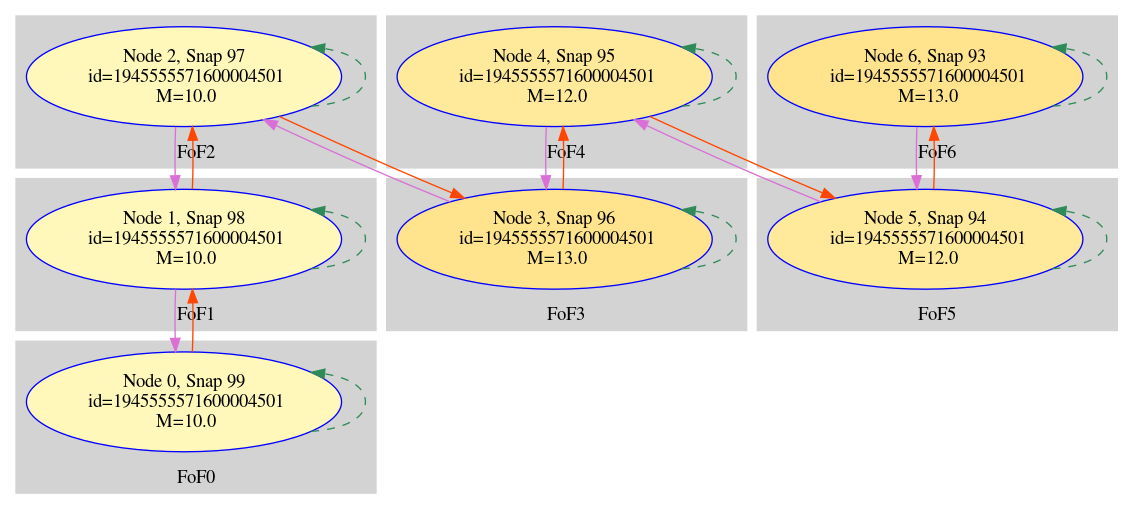 Node 2, Snap 97
id=1945555571600004501
M=10.0
FoF2
Node 4, Snap 95
id=1945555571600004501
M=12.0
FoF4
Node 6, Snap 93
id=1945555571600004501
M=13.0
FoF6
Node 1, Snap 98
id=1945555571600004501
M=10.0
FoF1
Node 3, Snap 96
id=1945555571600004501
M=13.0
FoF3
Node 5, Snap 94
id=1945555571600004501
M=12.0
FoF5
Node 0, Snap 99
id=1945555571600004501
M=10.0
FoF0